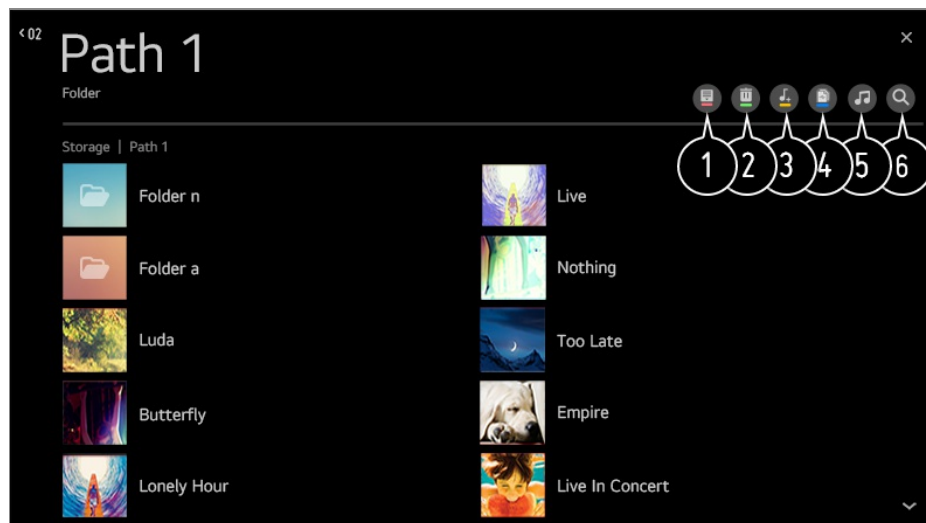 < 02
Path 1
Folder
1 2 3 4 5 6
Storage | Path 1
Folder n
Folder a
Luda
Butterfly
Lonely Hour
Live
Nothing
Too Late
Empire
Live In Concert